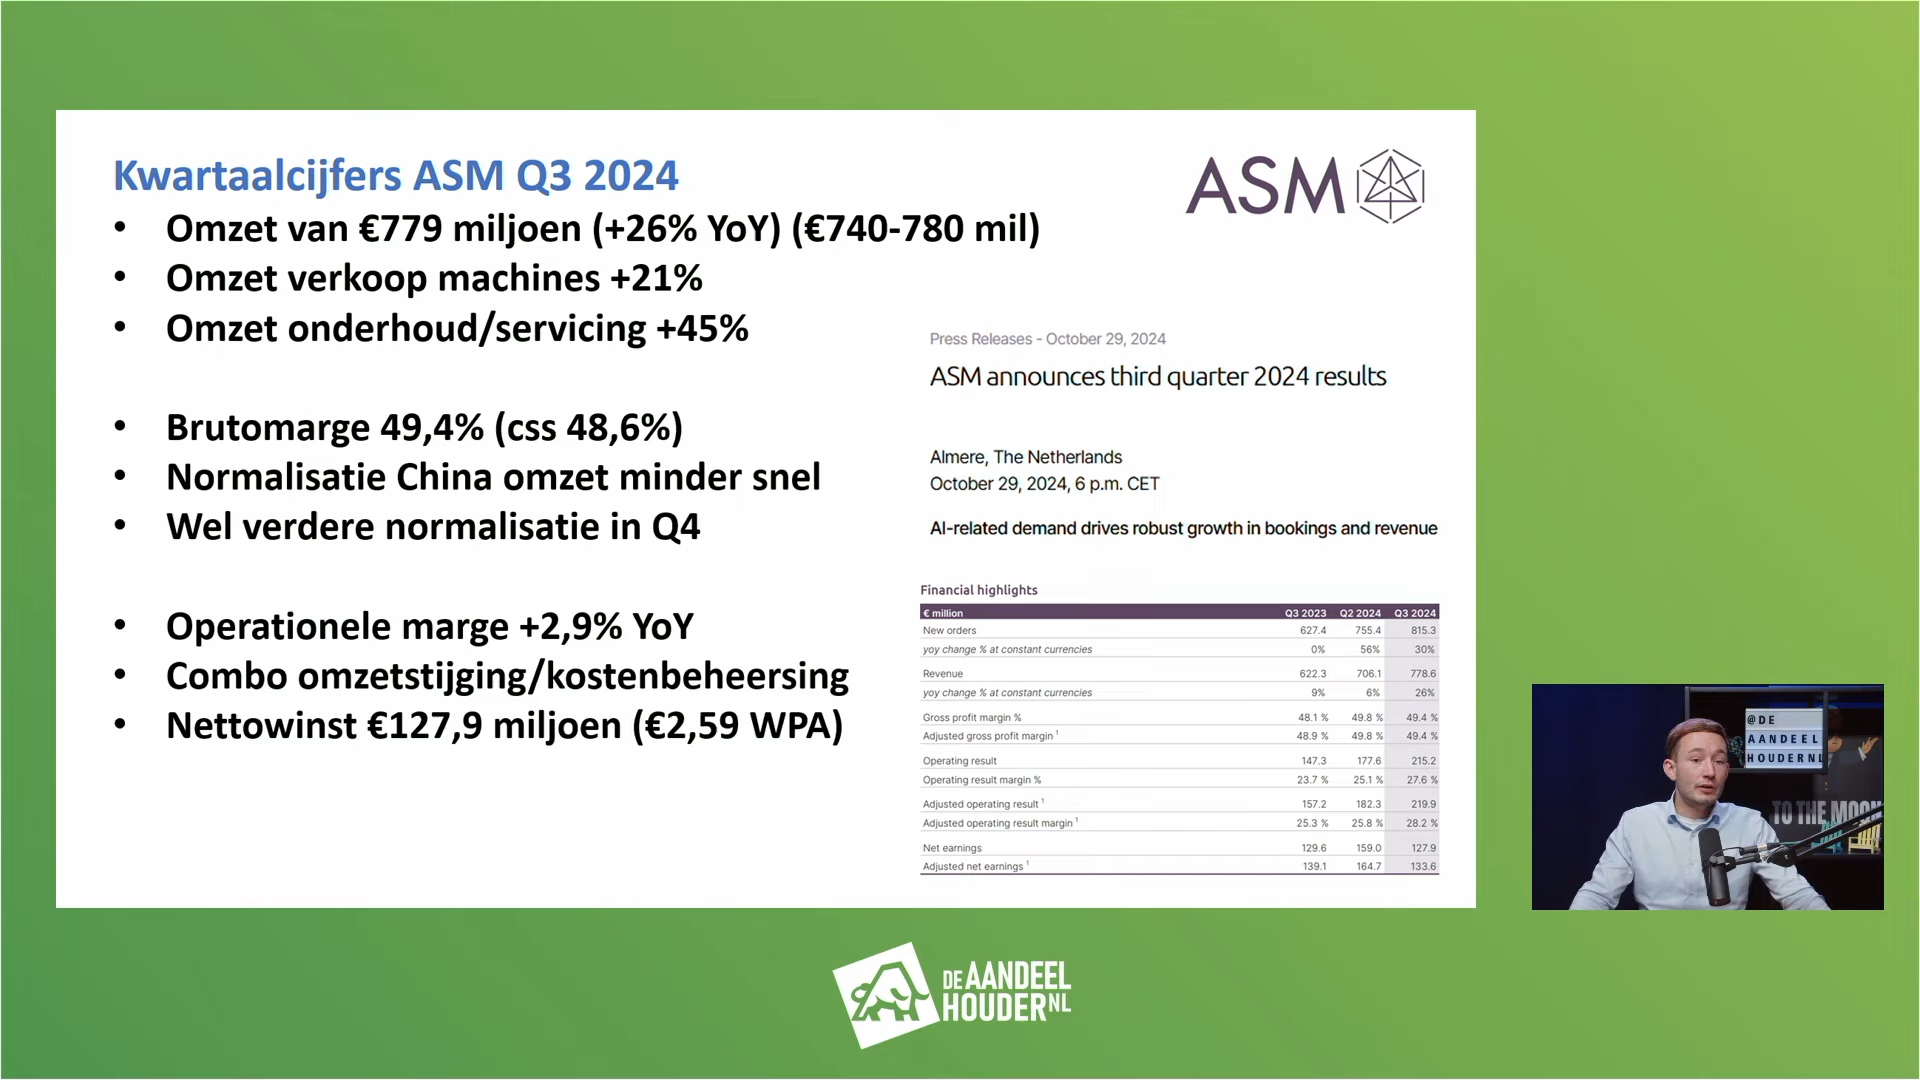 Kwartaalcijfers ASM Q3 2024
ASM
• Omzet van €779 miljoen (+26% YoY) (€740-780 mil)
• Omzet verkoop machines +21%
• Omzet onderhoud/servicing +45%
• Brutomarge 49,4% (css 48,6%)
• Normalisatie China omzet minder snel
• Wel verdere normalisatie in Q4
• Operationele marge +2,9% YoY
• Combo omzetstijging/kostenbeheersing
• Nettowinst €127,9 miljoen (€2,59 WPA)
Press Releases - October 29, 2024
ASM announces third quarter 2024 results
Almere, The Netherlands
October 29, 2024, 6 p.m. CET
AI-related demand drives robust growth in bookings and revenue
Financial highlights
€ million Q3 2023 Q2 2024 Q3 2024
New orders 627.4 755.4 815.3
yoy change % at constant currencies 0% 56% 30%
Revenue 622.3 706.1 778.6
yoy change % at constant currencies 9% 6% 26%
Gross profit margin % 48.1 % 49.8 % 49.4 %
Adjusted gross profit margin ¹ 48.9 % 49.8 % 49.4 %
Operating result 147.3 177.6 215.2
Operating result margin % 23.7 % 25.1 % 27.6 %
Adjusted operating result ¹ 157.2 182.3 219.9
Adjusted operating result margin ¹ 25.3 % 25.8 % 28.2 %
Net earnings 129.6 159.0 127.9
Adjusted net earnings ¹ 139.1 164.7 133.6
@DE
AANDEEL
HOUDERNL
TO THE MOON
DE AANDEEL
HOUDER NL